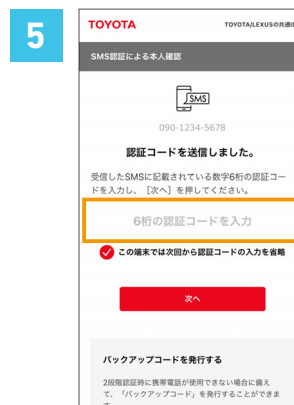 5
TOYOTA
TOYOTA/LEXUSの共通ID
SMS認証による本人確認
SMS
090-1234-5678
認証コードを送信しました。
受信したSMSに記載されている数字6桁の認証コー
ドを入力し、［次へ］を押してください。
6桁の認証コードを入力
この端末では次回から認証コードの入力を省略
次へ
バックアップコードを発行する
2段階認証時に携帯電話が使用できない場合に備え
て、「バックアップコード」を発行することができま
す。